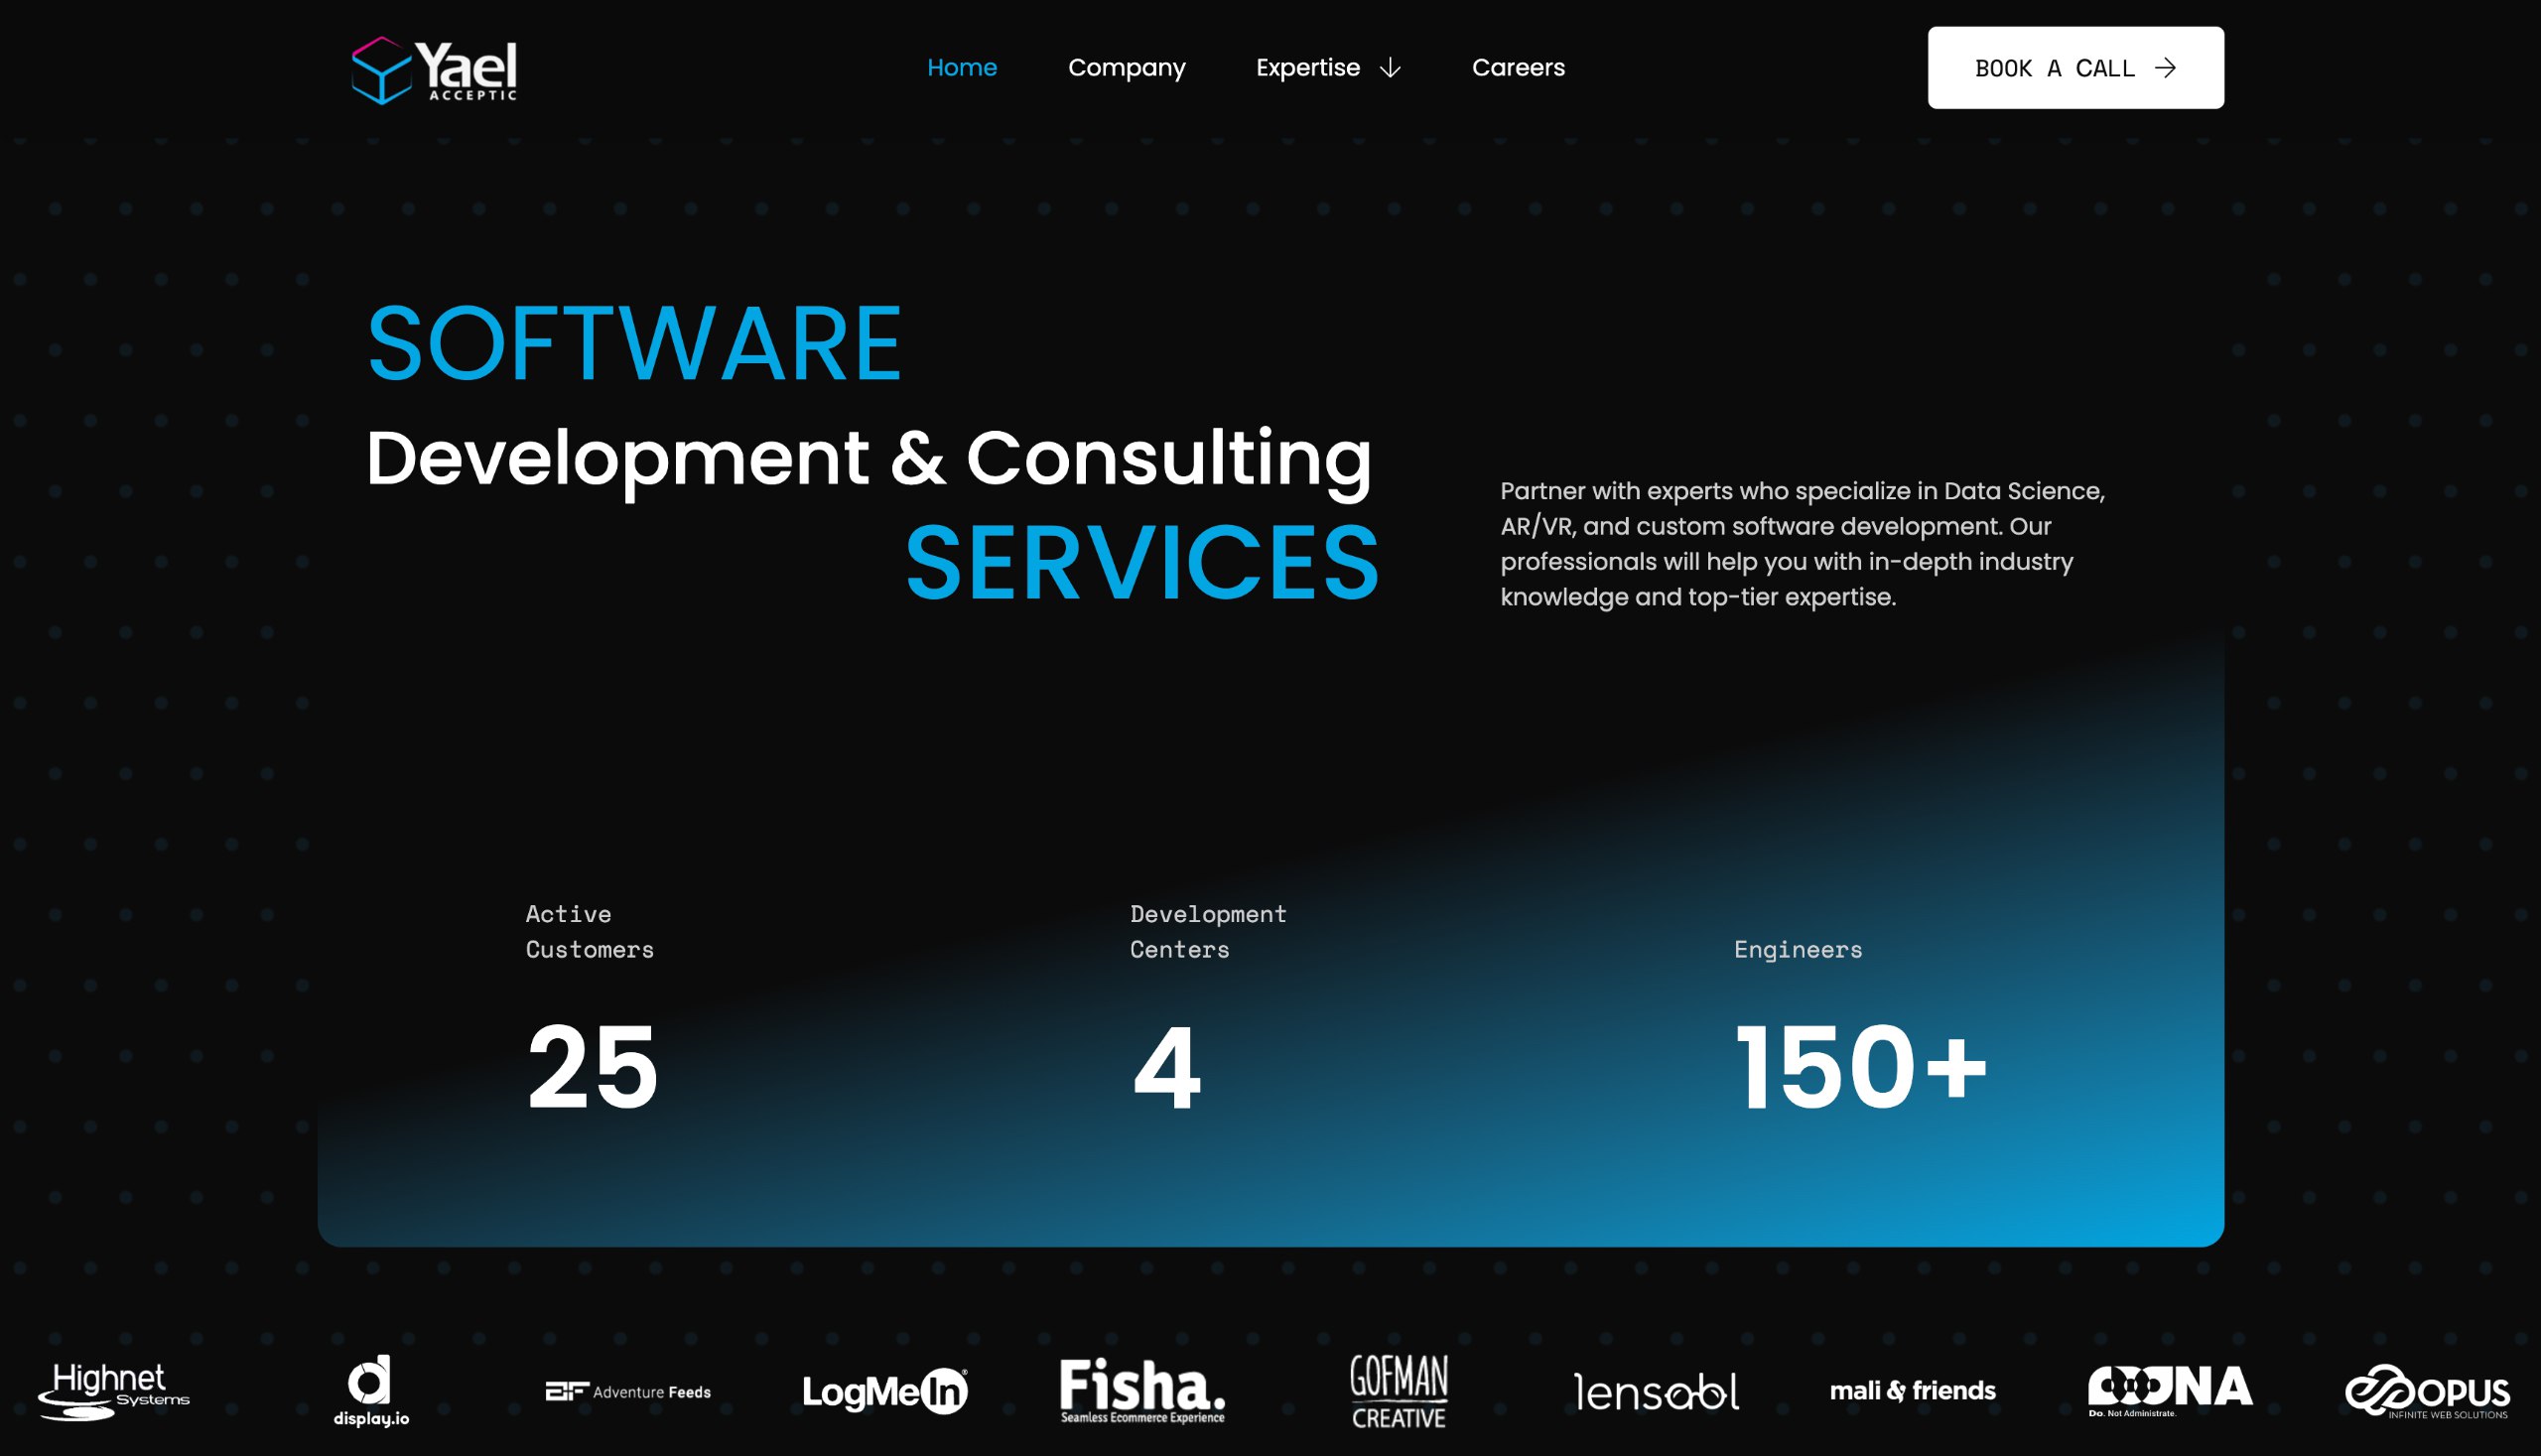 Yael
ACCEPTIC
Home Company Expertise Careers
BOOK A CALL
SOFTWARE
Development & Consulting
SERVICES
Partner with experts who specialize in Data Science,
AR/VR, and custom software development. Our
professionals will help you with in-depth industry
knowledge and top-tier expertise.
Active
Customers
25
Development
Centers
4
Engineers
150+
Highnet
Systems
display.io
AF Adventure Feeds
LogMeIn®
Fisha.
Seamless Ecommerce Experience
GOFMAN
CREATIVE
lensabl
mali & friends
DOONA
Do. Not Administrate.
OPUS
INFINITE WEB SOLUTIONS